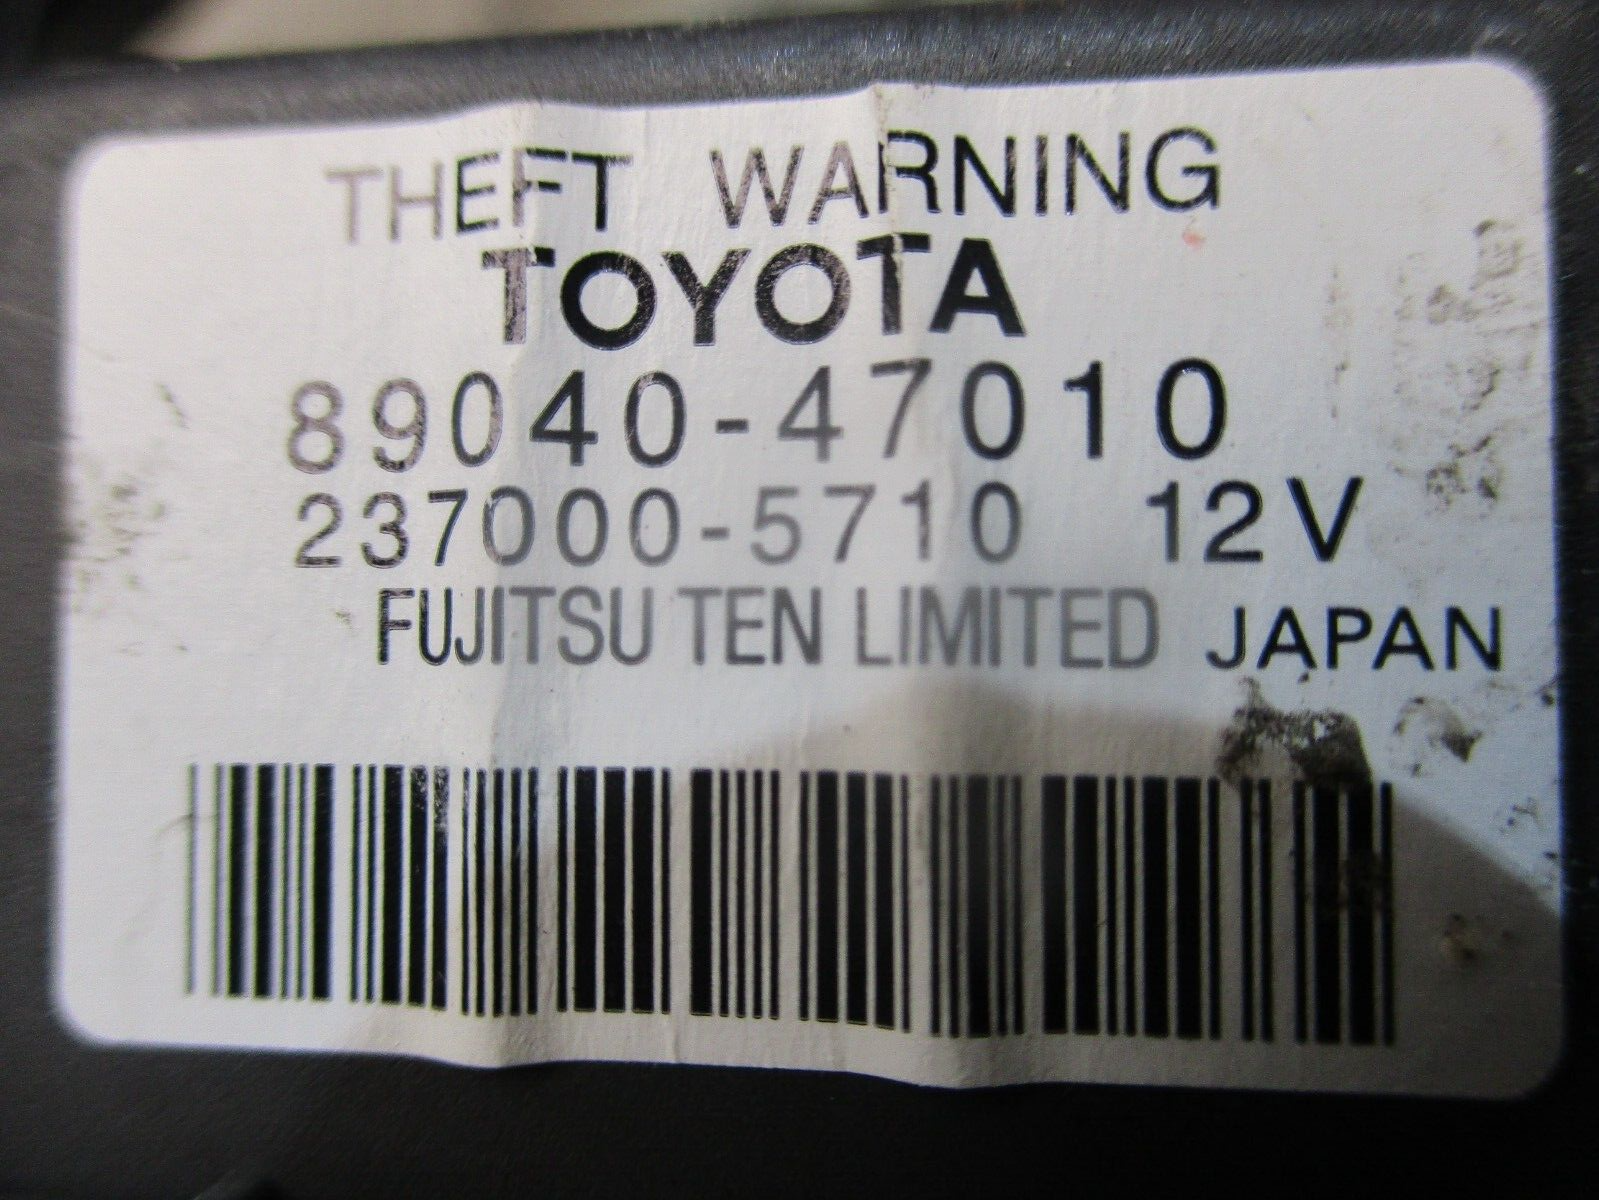 THEFT WARNING
TOYOTA
89040-47010
237000-5710 12V
FUJITSU TEN LIMITED JAPAN